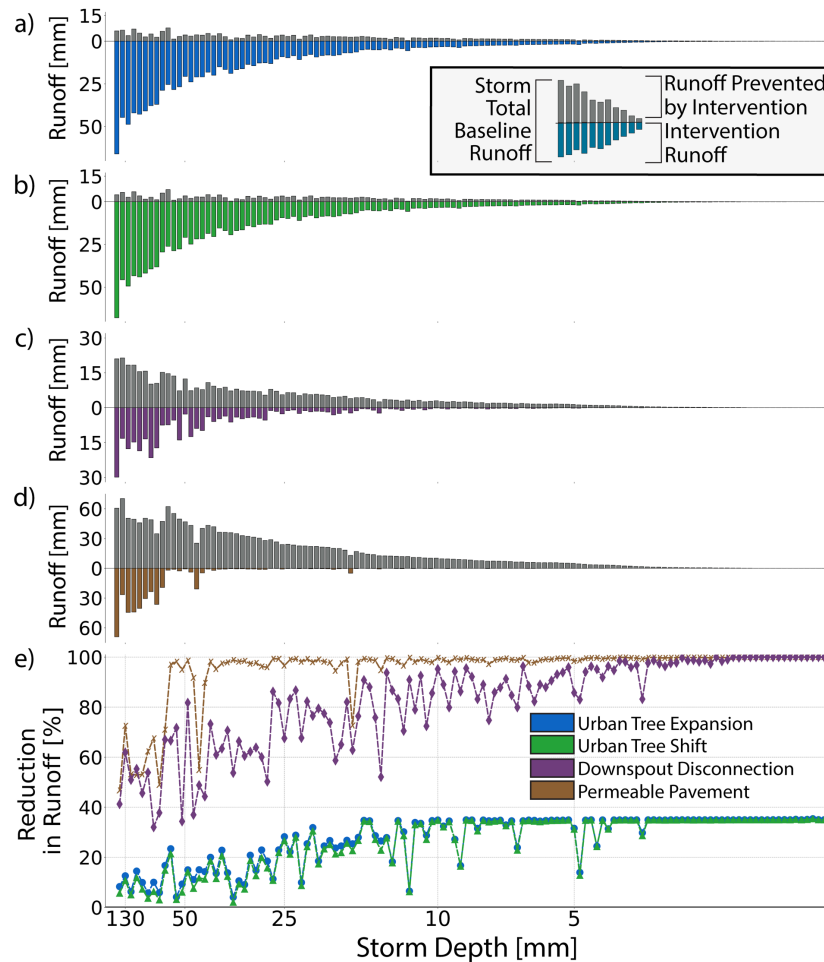 a)
15
0
25
50
Runoff [mm]
Storm
Total
Baseline
Runoff
Runoff Prevented
by Intervention
Intervention
Runoff
b)
15
0
25
50
Runoff [mm]
c)
30
15
0
15
30
Runoff [mm]
d)
60
30
0
30
60
Runoff [mm]
e)
100
80
60
40
20
0
Reduction
in Runoff [%]
Urban Tree Expansion
Urban Tree Shift
Downspout Disconnection
Permeable Pavement
130 50 25 10 5
Storm Depth [mm]